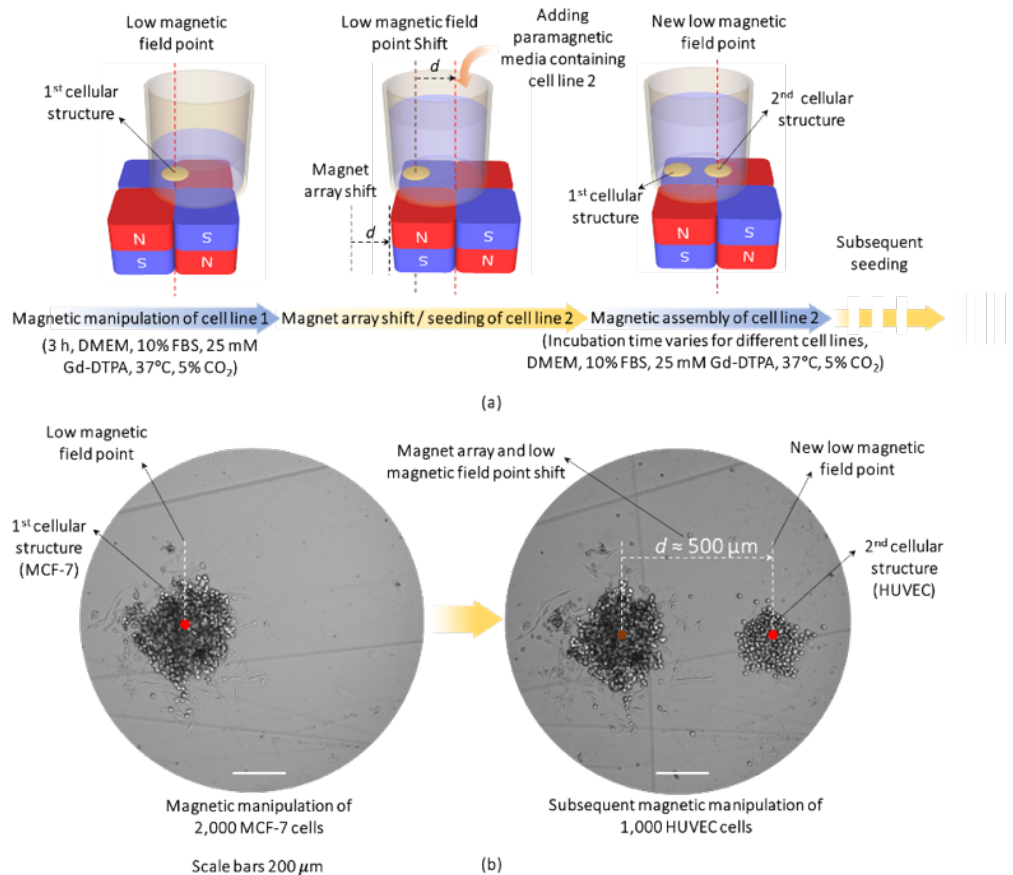 Low magnetic
field point
1st cellular
structure
N
S
S
N
Low magnetic field
point Shift
d
Adding
paramagnetic
media containing
cell line 2
Magnet
array shift
d
N
S
S
N
New low magnetic
field point
2nd cellular
structure
1st cellular
structure
N
S
S
N
Subsequent
seeding
Magnetic manipulation of cell line 1
(3 h, DMEM, 10% FBS, 25 mM
Gd-DTPA, 37°C, 5% CO2)
Magnet array shift / seeding of cell line 2
Magnetic assembly of cell line 2
(Incubation time varies for different cell lines,
DMEM, 10% FBS, 25 mM Gd-DTPA, 37°C, 5% CO2)
(a)
Low magnetic
field point
1st cellular
structure
(MCF-7)
Magnet array and low
magnetic field point shift
New low magnetic
field point
d ≈ 500 μm
2nd cellular
structure
(HUVEC)
Magnetic manipulation of
2,000 MCF-7 cells
Subsequent magnetic manipulation of
1,000 HUVEC cells
Scale bars 200 μm
(b)